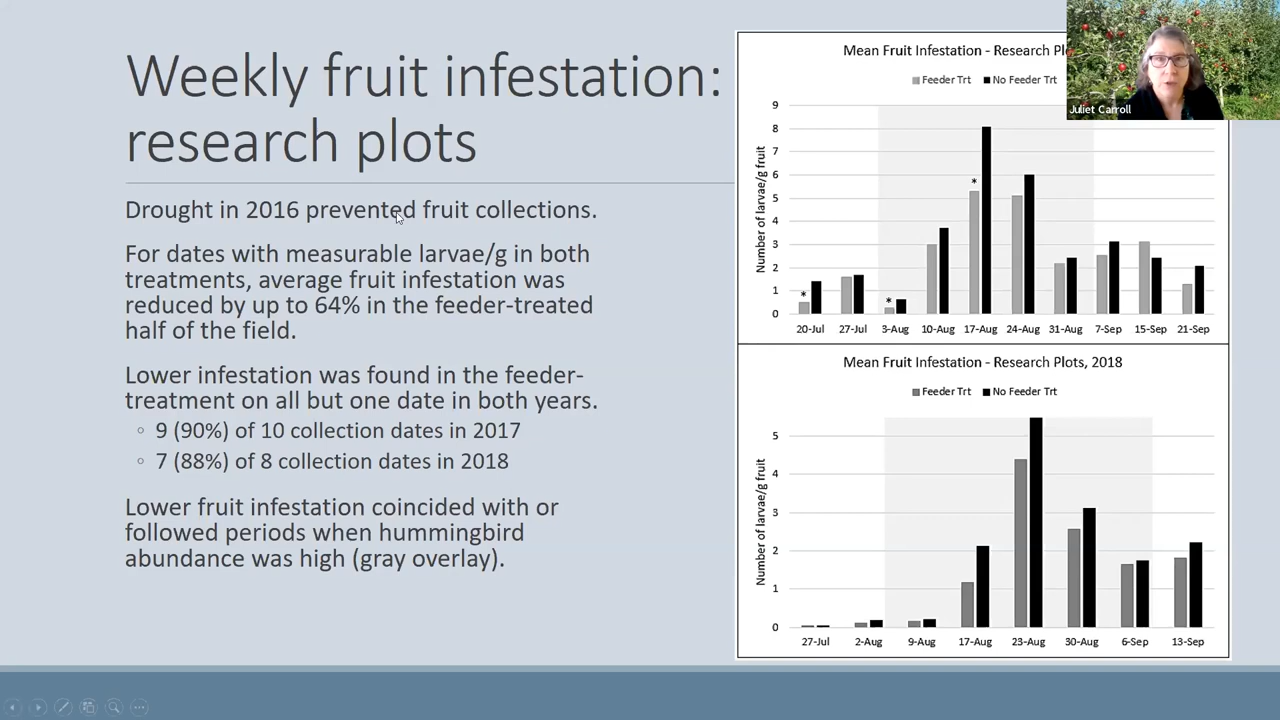 Weekly fruit infestation:
research plots
Drought in 2016 prevented fruit collections.
For dates with measurable larvae/g in both
treatments, average fruit infestation was
reduced by up to 64% in the feeder-treated
half of the field.
Lower infestation was found in the feeder-
treatment on all but one date in both years.
9 (90%) of 10 collection dates in 2017
7 (88%) of 8 collection dates in 2018
Lower fruit infestation coincided with or
followed periods when hummingbird
abundance was high (gray overlay).
Mean Fruit Infestation - Research
Feeder Trt No Feeder Trt
Number of larvae/g fruit
9
8
7
6
5
4
3
2
1
0
* * *
20-Jul 27-Jul 3-Aug 10-Aug 17-Aug 24-Aug 31-Aug 7-Sep 15-Sep 21-Sep
Mean Fruit Infestation - Research Plots, 2018
Feeder Trt No Feeder Trt
Number of larvae/g fruit
5
4
3
2
1
0
27-Jul 2-Aug 9-Aug 17-Aug 23-Aug 30-Aug 6-Sep 13-Sep
Juliet Carroll